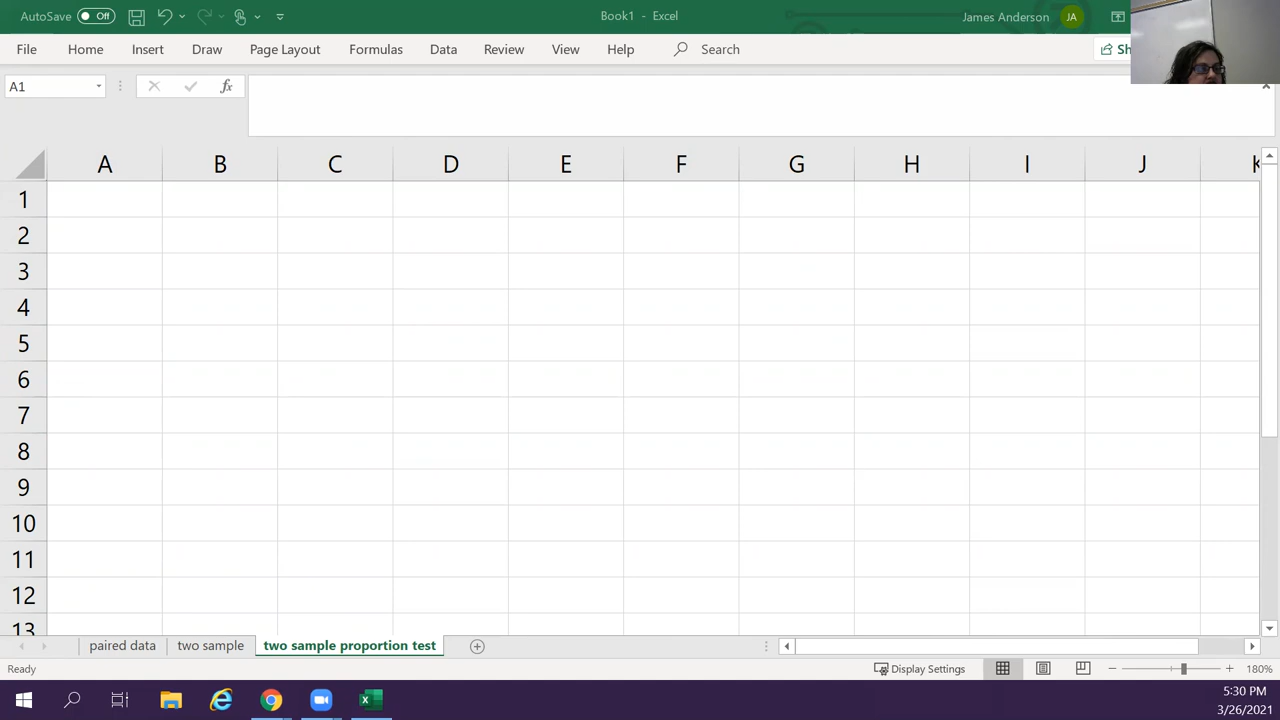 AutoSave Off Book1 - Excel James Anderson JA
File Home Insert Draw Page Layout Formulas Data Review View Help Search Sh
A1 fx
A B C D E F G H I J K
1
2
3
4
5
6
7
8
9
10
11
12
13
paired data two sample two sample proportion test
Ready Display Settings 180%
5:30 PM
3/26/2021